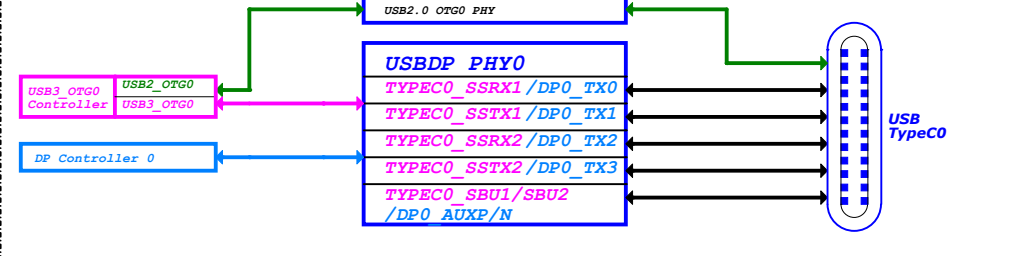 USB2.0 OTG0 PHY
USBDP PHY0
USB3_OTG0
Controller
USB2_OTG0
USB3_OTG0
TYPEC0_SSRX1/DP0_TX0
TYPEC0_SSTX1/DP0_TX1
TYPEC0_SSRX2/DP0_TX2
TYPEC0_SSTX2/DP0_TX3
TYPEC0_SBU1/SBU2
/DP0_AUXP/N
DP Controller 0
USB
TypeC0